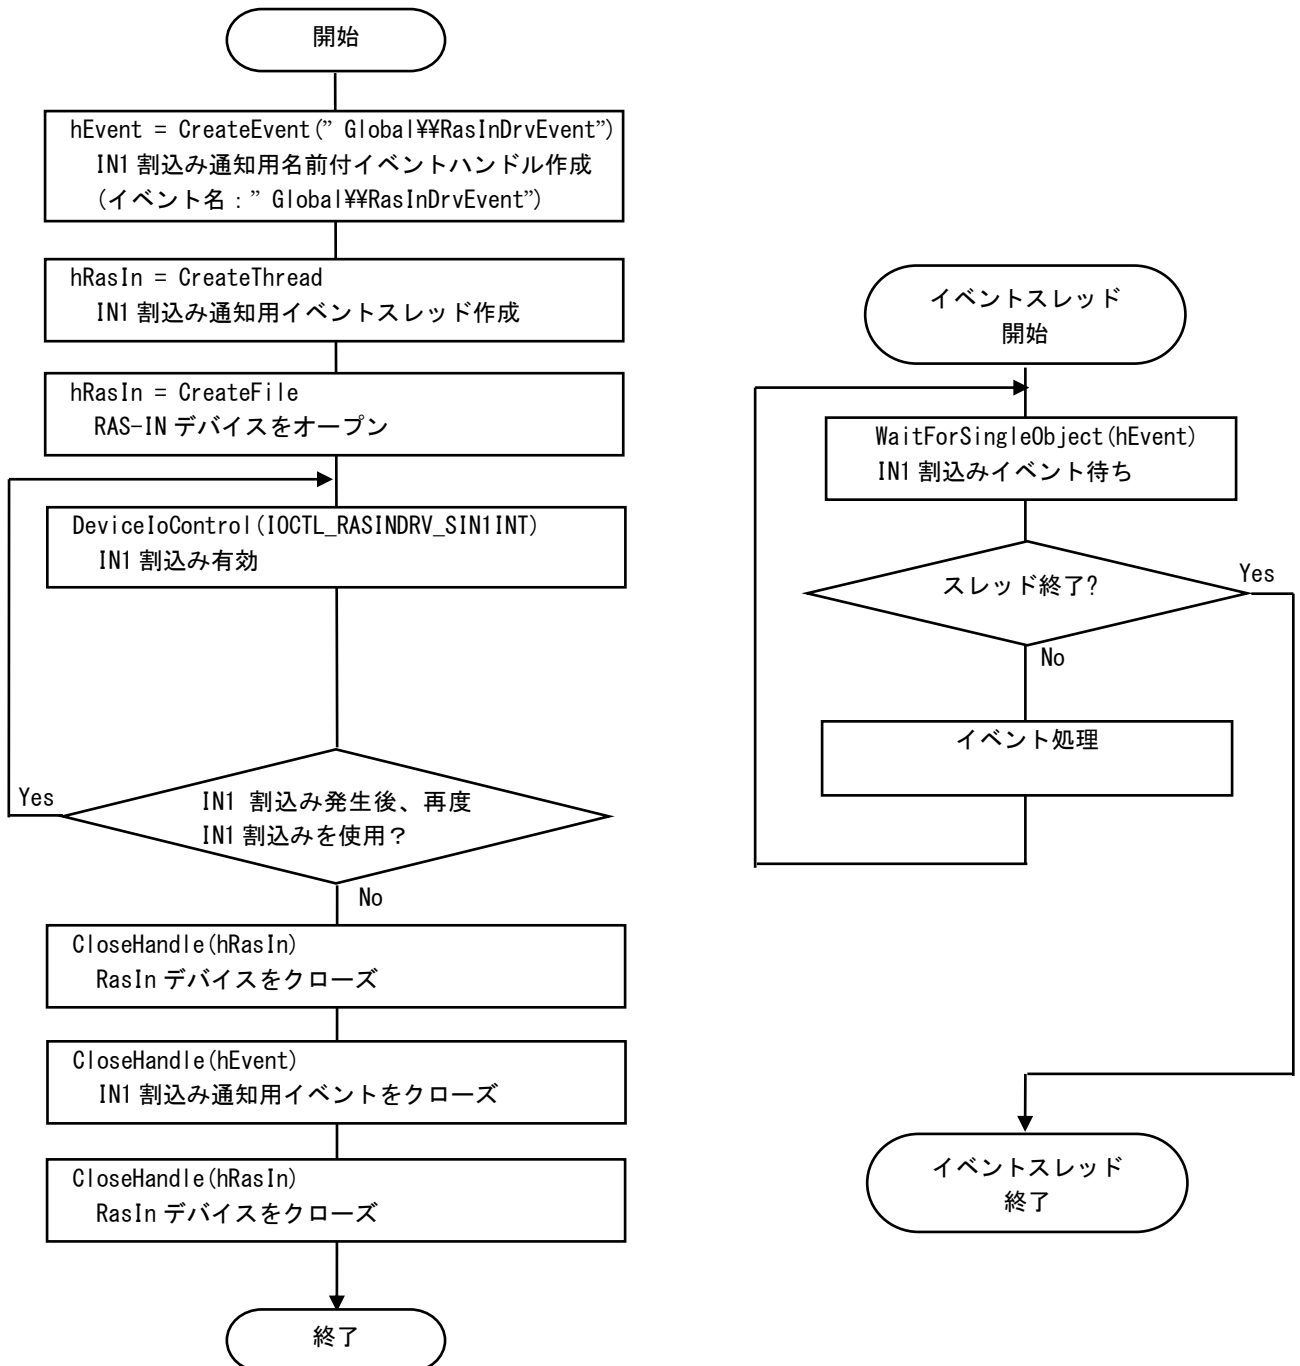 開始
hEvent = CreateEvent(” Global¥¥RasInDrvEvent”)
IN1 割込み通知用名前付イベントハンドル作成
(イベント名：” Global¥¥RasInDrvEvent”)
hRasIn = CreateThread
IN1 割込み通知用イベントスレッド作成
hRasIn = CreateFile
RAS-IN デバイスをオープン
DeviceIoControl(IOCTL_RASINDRV_SIN1INT)
IN1 割込み有効
Yes
IN1 割込み発生後、再度
IN1 割込みを使用？
No
CloseHandle(hRasIn)
RasIn デバイスをクローズ
CloseHandle(hEvent)
IN1 割込み通知用イベントをクローズ
CloseHandle(hRasIn)
RasIn デバイスをクローズ
終了
イベントスレッド
開始
WaitForSingleObject(hEvent)
IN1 割込みイベント待ち
スレッド終了?
Yes
No
イベント処理
イベントスレッド
終了